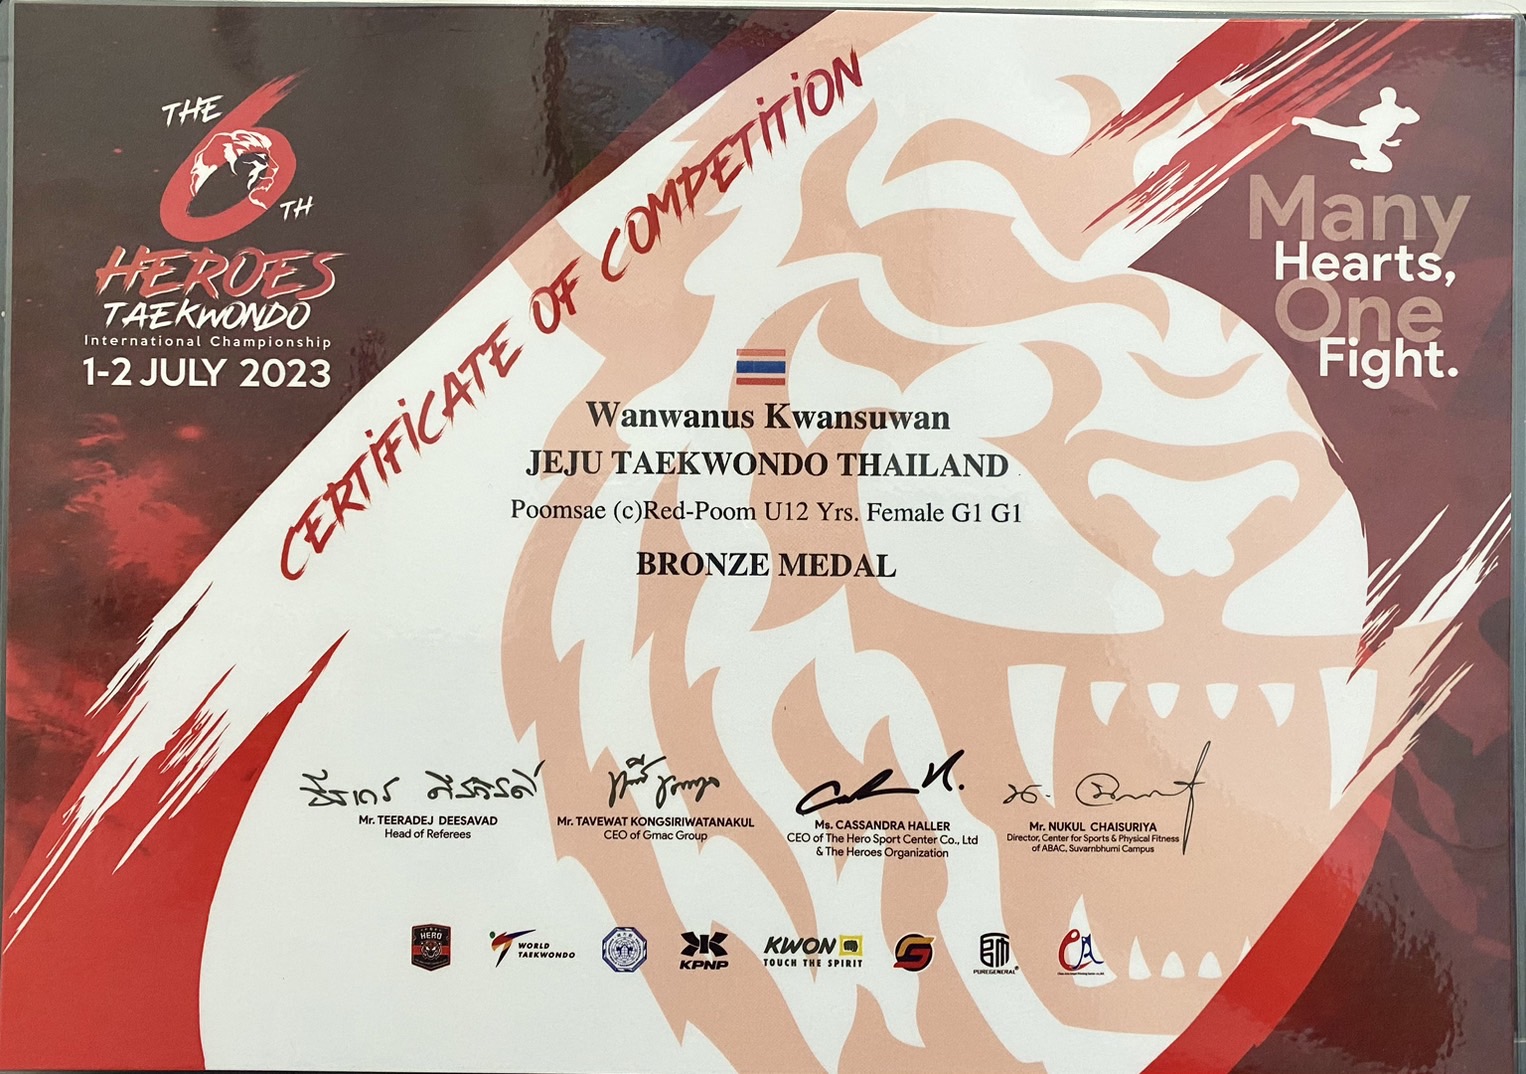 THE 6TH
HEROES
TAEKWONDO
International Championship
1-2 JULY 2023
CERTIFICATE OF COMPETITION
Many
Hearts,
One
Fight.
Wanwanus Kwansuwan
JEJU TAEKWONDO THAILAND
Poomsae (c)Red-Poom U12 Yrs. Female G1 G1
BRONZE MEDAL
Mr. TEERADEJ DEESAVAD
Head of Referees
Mr. TAVEWAT KONGSIRIWATANAKUL
CEO of Gmac Group
Ms. CASSANDRA HALLER
CEO of The Hero Sport Center Co., Ltd
& The Heroes Organization
Mr. NUKUL CHAISURIYA
Director, Center for Sports & Physical Fitness
of ABAC, Suvarnbhumi Campus
HERO
WORLD
TAEKWONDO
KPNP
KWON
TOUCH THE SPIRIT
PUREGENERAL